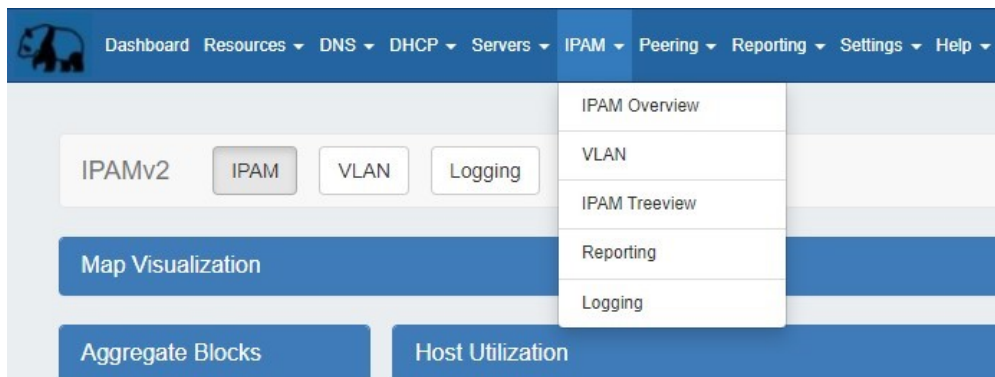 Dashboard Resources DNS DHCP Servers IPAM Peering Reporting Settings Help
IPAM Overview
VLAN
IPAM Treeview
Reporting
Logging
IPAMv2 IPAM VLAN Logging
Map Visualization
Aggregate Blocks Host Utilization